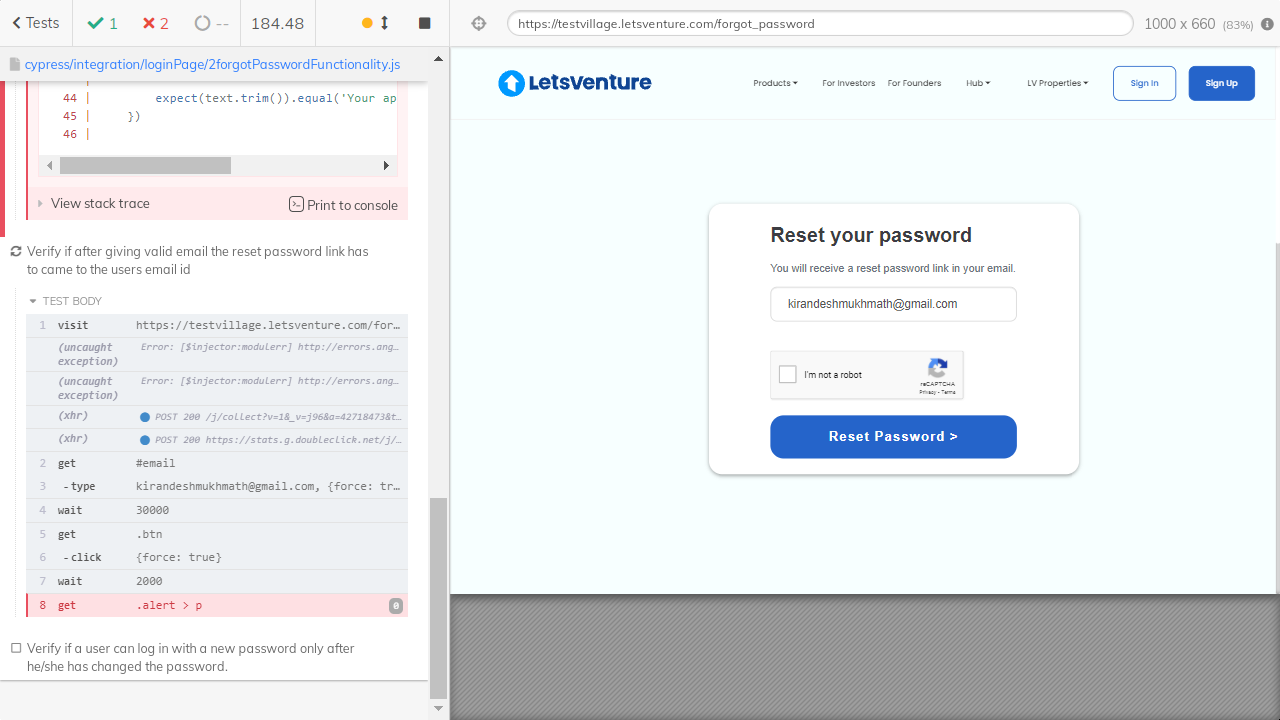 Tests
1
2
--
184.48
https://testvillage.letsventure.com/forgot_password
1000 x 660 (83%)
cypress/integration/loginPage/2forgotPasswordFunctionality.js
44 | expect(text.trim()).equal('Your ap
45 | })
46 |
View stack trace
Print to console
Verify if after giving valid email the reset password link has
to came to the users email id
TEST BODY
1 visit https://testvillage.letsventure.com/for…
(uncaught exception) Error: [$injector:modulerr] http://errors.ang…
(uncaught exception) Error: [$injector:modulerr] http://errors.ang…
(xhr) POST 200 /j/collect?v=1&_v=j96&a=42718473&t…
(xhr) POST 200 https://stats.g.doubleclick.net/j/…
2 get #email
3 -type kirandeshmukhmath@gmail.com, {force: tr…
4 wait 30000
5 get .btn
6 -click {force: true}
7 wait 2000
8 get .alert > p 0
Verify if a user can log in with a new password only after
he/she has changed the password.
LetsVenture
Products
For Investors
For Founders
Hub
LV Properties
Sign In
Sign Up
Reset your password
You will receive a reset password link in your email.
kirandeshmukhmath@gmail.com
I'm not a robot
reCAPTCHA
Privacy - Terms
Reset Password >